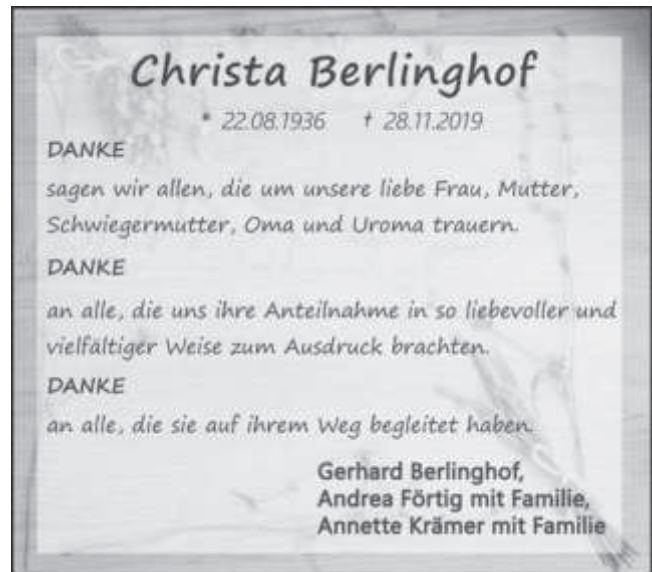 Christa Berlinghof
* 22.08.1936 † 28.11.2019
DANKE
sagen wir allen, die um unsere liebe Frau, Mutter,
Schwiegermutter, Oma und Uroma trauern.
DANKE
an alle, die uns ihre Anteilnahme in so liebevoller und
vielfältiger Weise zum Ausdruck brachten.
DANKE
an alle, die sie auf ihrem Weg begleitet haben.
Gerhard Berlinghof,
Andrea Förtig mit Familie,
Annette Krämer mit Familie